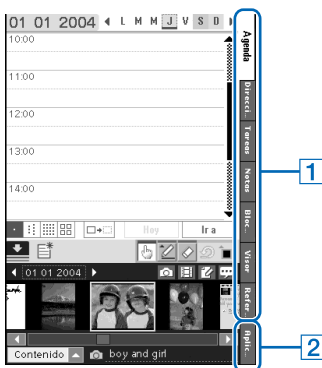 01 01 2004 L M M J V S D
10:00
11:00
12:00
13:00
14:00
Hoy Ir a
01 01 2004
Contenido boy and girl
Agenda
Direcci...
Tareas
Notas
Bloc...
Visor
Refer.
Aplic.
1
2